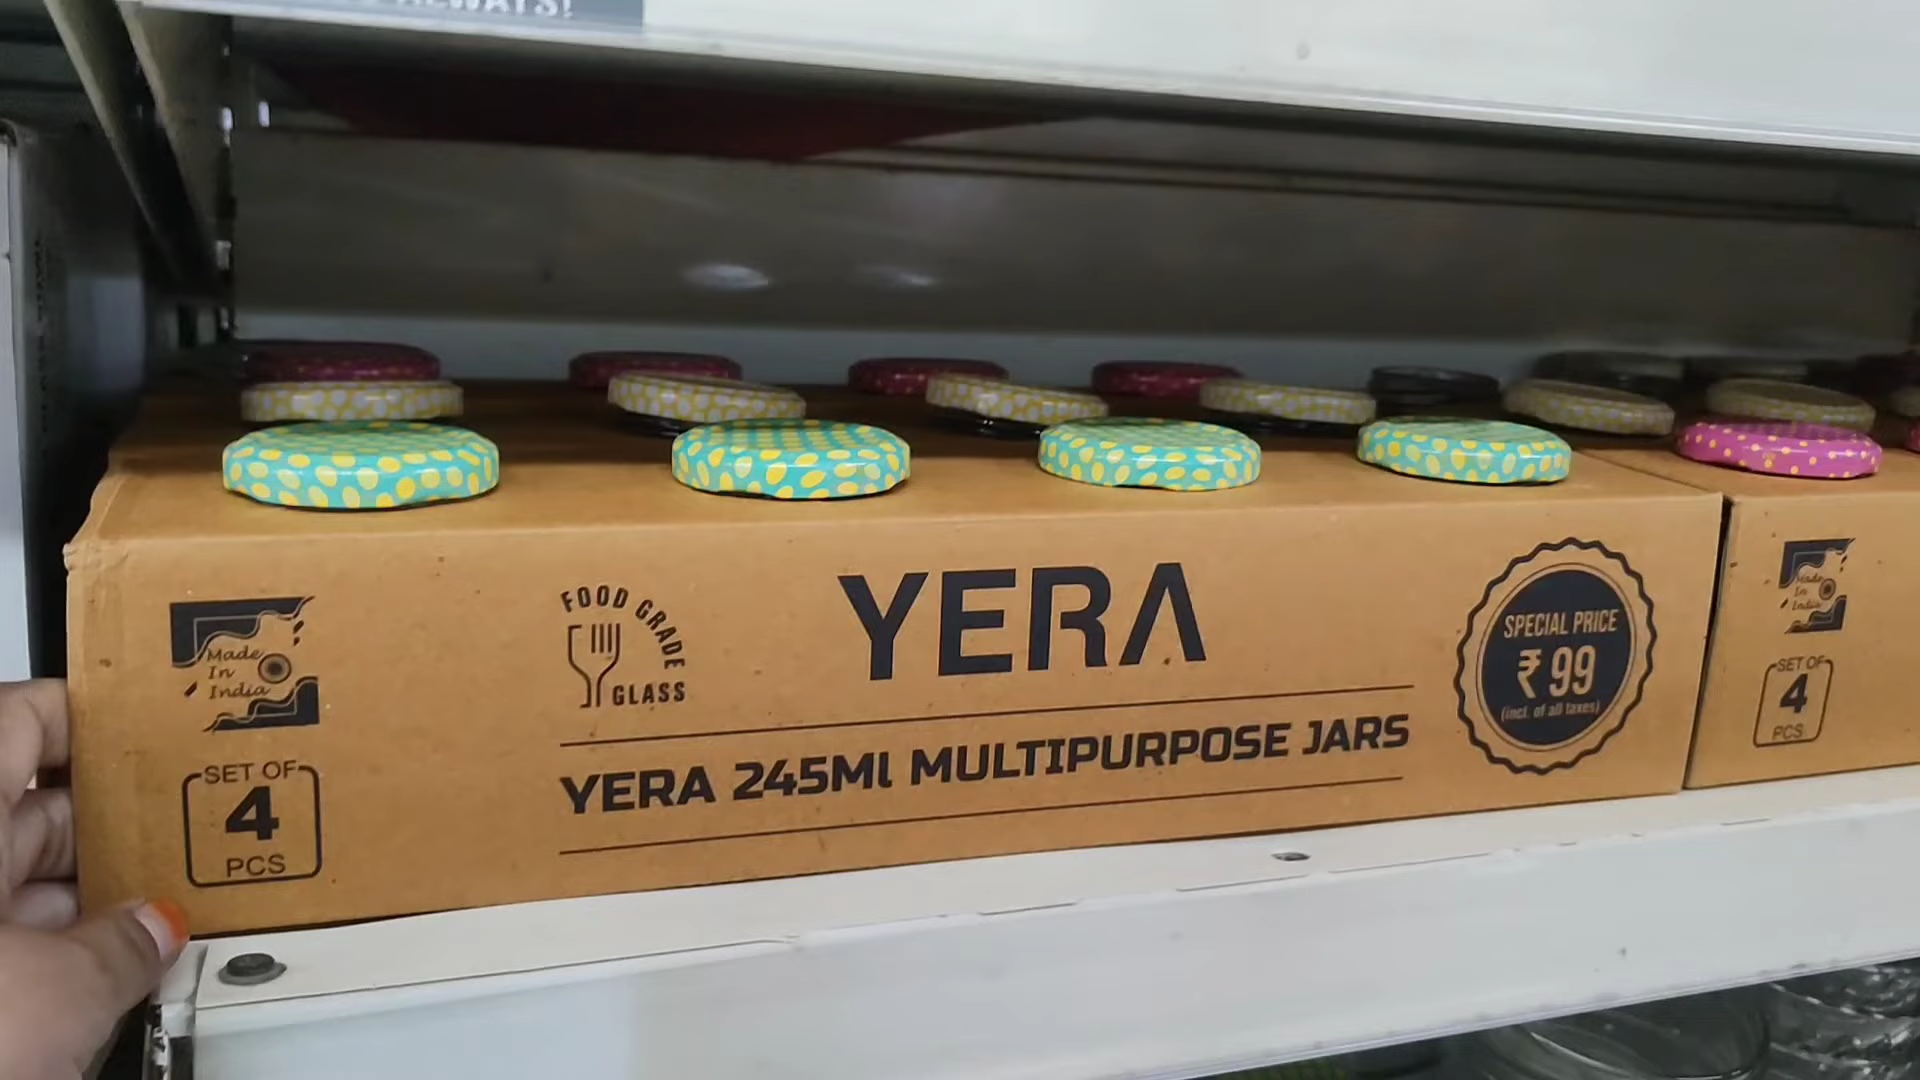 ALWAYS!
YERA
FOOD GRADE
GLASS
Made
In
India
SET OF
4
PCS
YERA 245Ml MULTIPURPOSE JARS
SPECIAL PRICE
₹ 99
(incl. of all taxes)
Made
In
India
SET OF
4
PCS